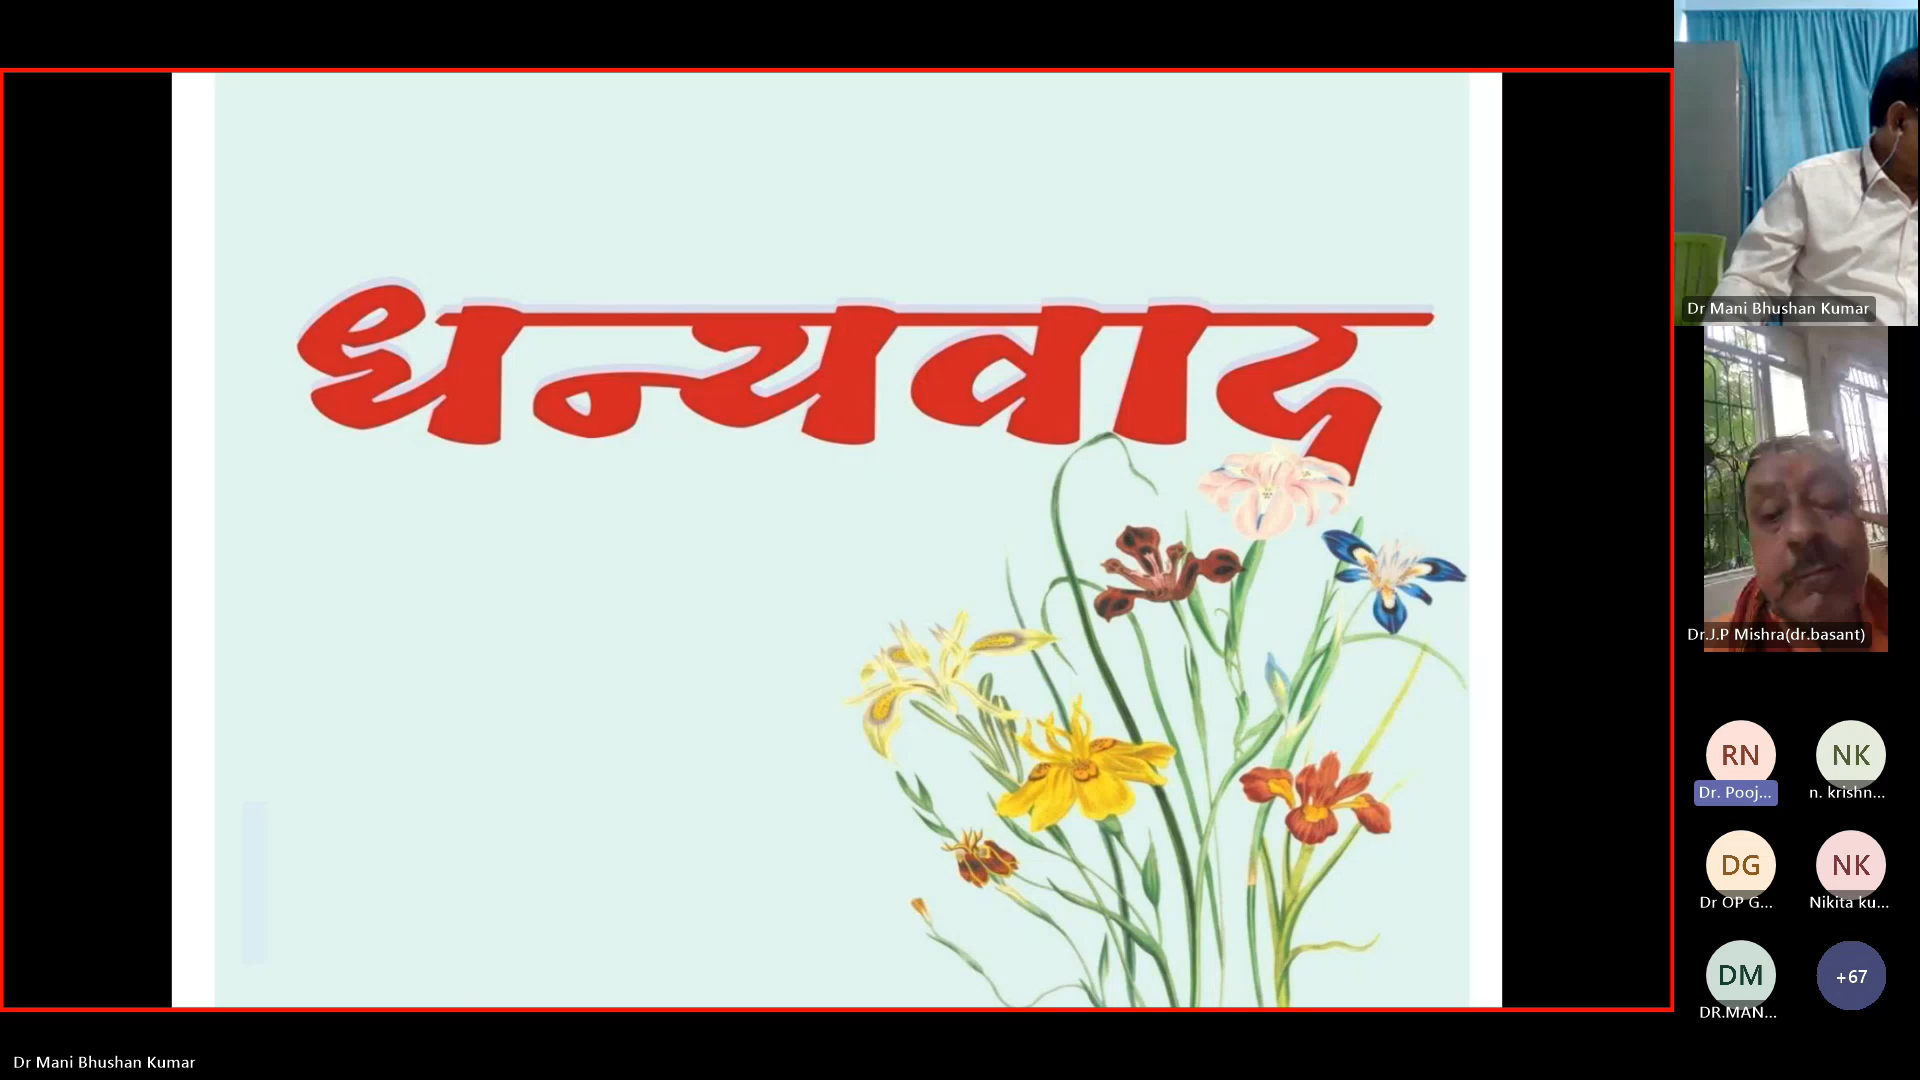 धन्यवाद
Dr Mani Bhushan Kumar
Dr.J.P Mishra(dr.basant)
RN
Dr. Pooj...
NK
n. krishn...
DG
Dr OP G...
NK
Nikita ku...
DM
DR.MAN...
+67
Dr Mani Bhushan Kumar